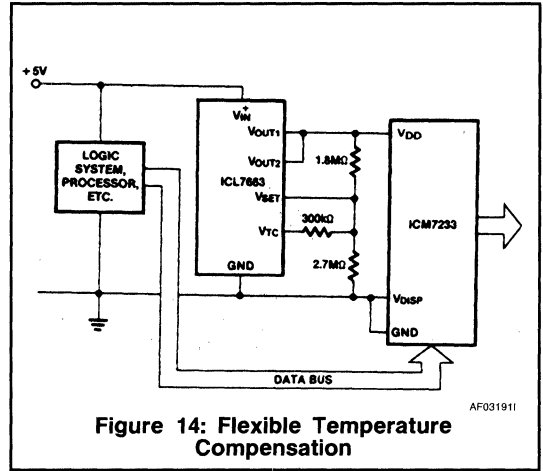 +5V
V+IN
VOUT1
VOUT2
VSET
VTC
GND
ICL7663
LOGIC
SYSTEM,
PROCESSOR,
ETC.
1.8MΩ
300kΩ
2.7MΩ
VDD
ICM7233
VDISP
GND
DATA BUS
AF03191I
Figure 14: Flexible Temperature
Compensation